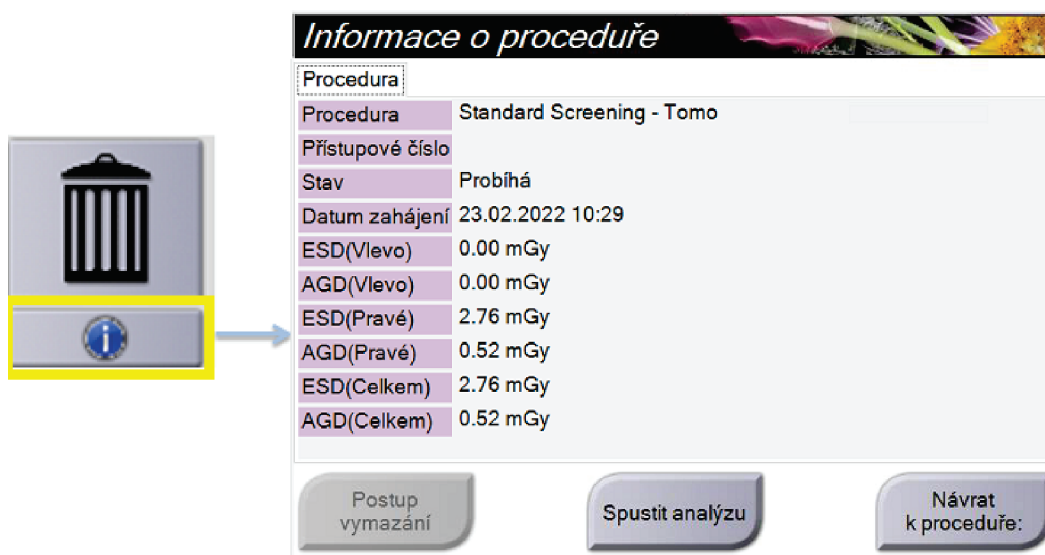 Informace o proceduře
Procedura
Procedura Standard Screening - Tomo
Přístupové číslo
Stav Probíhá
Datum zahájení 23.02.2022 10:29
ESD(Vlevo) 0.00 mGy
AGD(Vlevo) 0.00 mGy
ESD(Pravé) 2.76 mGy
AGD(Pravé) 0.52 mGy
ESD(Celkem) 2.76 mGy
AGD(Celkem) 0.52 mGy
Postup
vymazání
Spustit analýzu
Návrat
k proceduře: